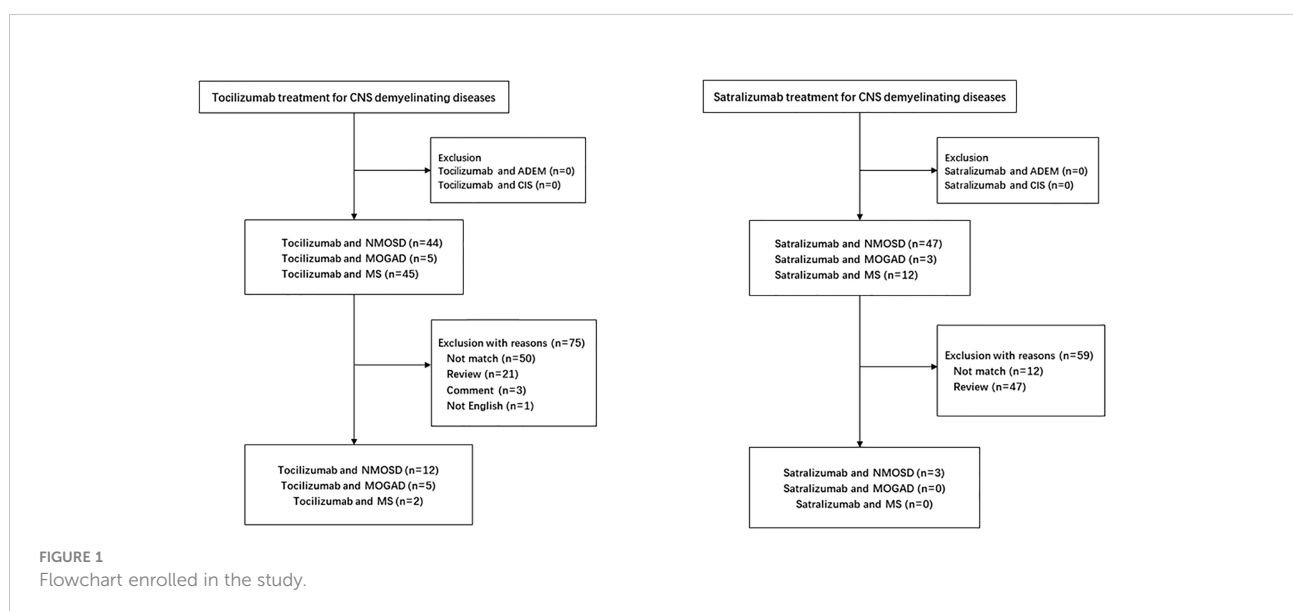 Tocilizumab treatment for CNS demyelinating diseases
Exclusion
Tocilizumab and ADEM (n=0)
Tocilizumab and CIS (n=0)
Tocilizumab and NMOSD (n=44)
Tocilizumab and MOGAD (n=5)
Tocilizumab and MS (n=45)
Exclusion with reasons (n=75)
Not match (n=50)
Review (n=21)
Comment (n=3)
Not English (n=1)
Tocilizumab and NMOSD (n=12)
Tocilizumab and MOGAD (n=5)
Tocilizumab and MS (n=2)
Satralizumab treatment for CNS demyelinating diseases
Exclusion
Satralizumab and ADEM (n=0)
Satralizumab and CIS (n=0)
Satralizumab and NMOSD (n=47)
Satralizumab and MOGAD (n=3)
Satralizumab and MS (n=12)
Exclusion with reasons (n=59)
Not match (n=12)
Review (n=47)
Satralizumab and NMOSD (n=3)
Satralizumab and MOGAD (n=0)
Satralizumab and MS (n=0)
FIGURE 1
Flowchart enrolled in the study.